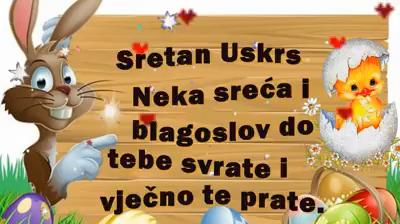 Sretan Uskrs
Neka sreća i
blagoslov do
tebe svrate i
vječno te prate.